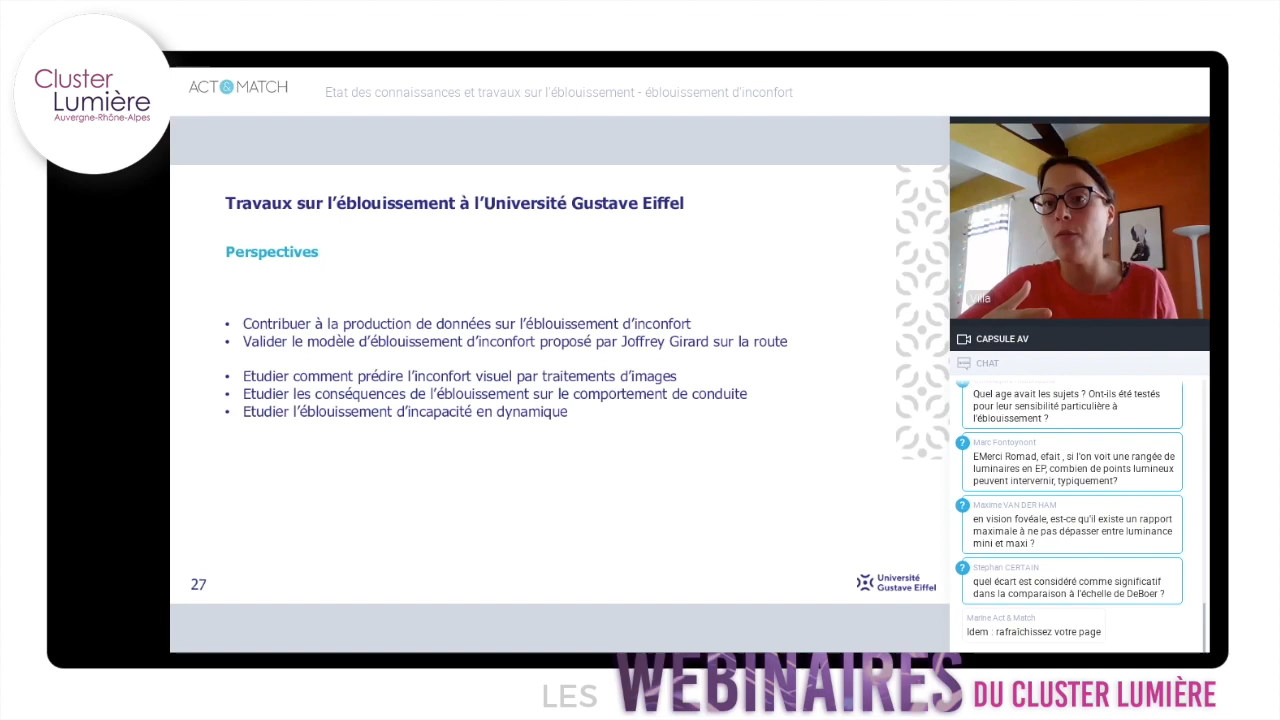 Cluster
Lumière
Auvergne-Rhône-Alpes
ACT & MATCH
Etat des connaissances et travaux sur l'éblouissement - éblouissement d'inconfort
Travaux sur l'éblouissement à l'Université Gustave Eiffel
Perspectives
• Contribuer à la production de données sur l'éblouissement d'inconfort
• Valider le modèle d'éblouissement d'inconfort proposé par Joffrey Girard sur la route
• Etudier comment prédire l'inconfort visuel par traitements d'images
• Etudier les conséquences de l'éblouissement sur le comportement de conduite
• Etudier l'éblouissement d'incapacité en dynamique
27
Université
Gustave Eiffel
Villa
CAPSULE AV
CHAT
Quel age avait les sujets ? Ont-ils été testés
pour leur sensibilité particulière à
l'éblouissement ?
? Marc Fontoynont
EMerci Romad, efait , si l'on voit une rangée de
luminaires en EP, combien de points lumineux
peuvent intervenir, typiquement?
? Maxime VAN DER HAM
en vision fovéale, est-ce qu'il existe un rapport
maximale à ne pas dépasser entre luminance
mini et maxi ?
? Stephan CERTAIN
quel écart est considéré comme significatif
dans la comparaison à l'échelle de DeBoer ?
Marine Act & Match
Idem : rafraîchissez votre page
LES WEBINAIRES DU CLUSTER LUMIÈRE